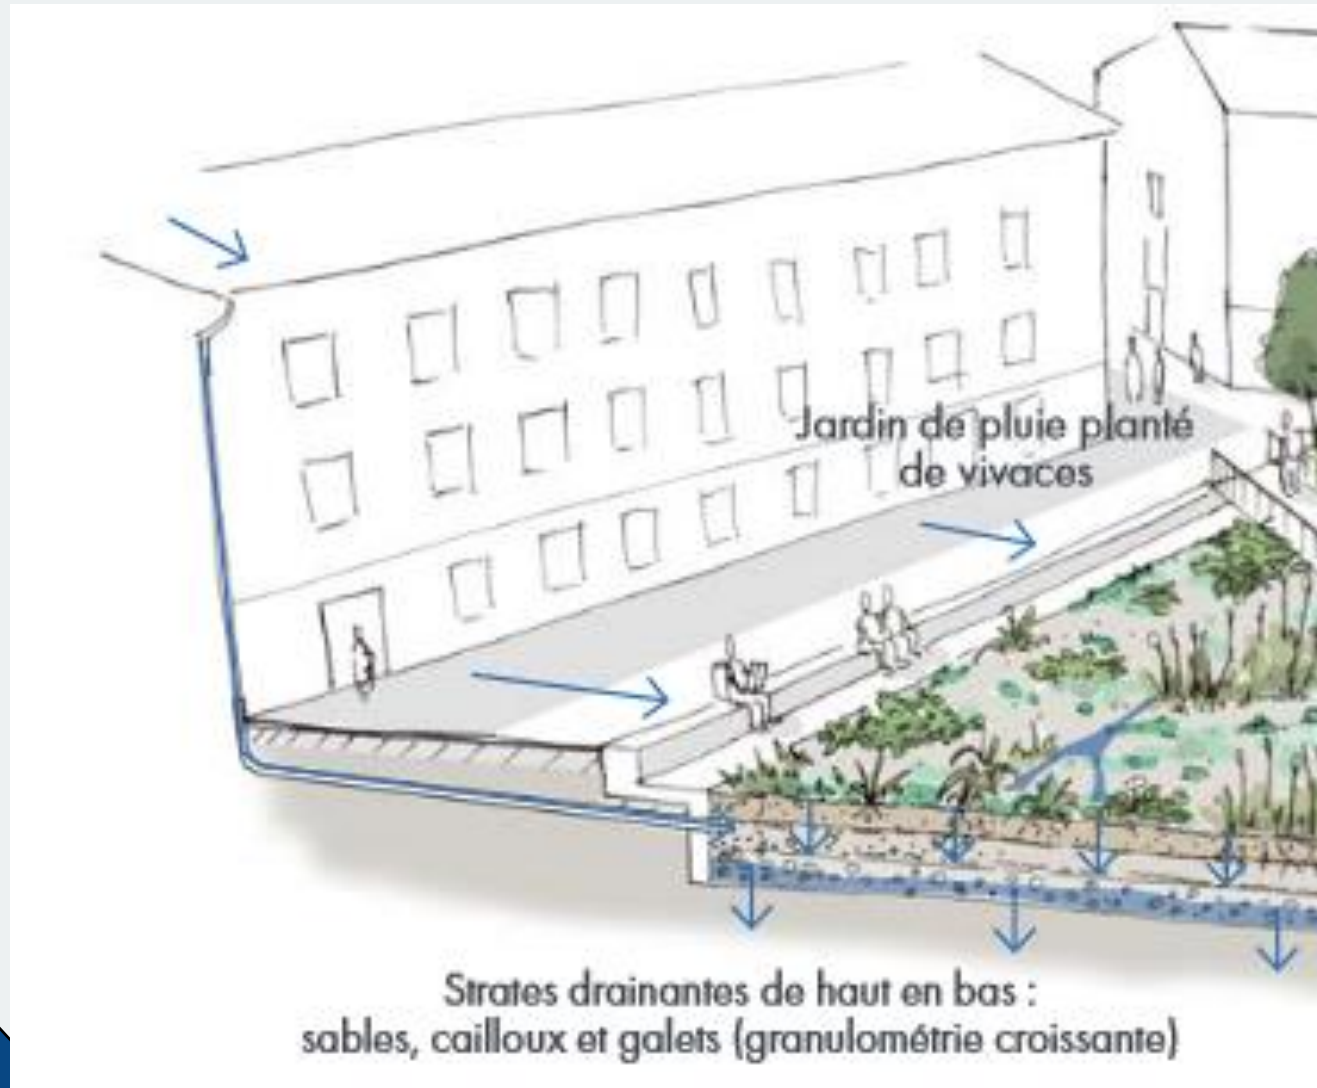 Jardin de pluie planté
de vivaces
Strates drainantes de haut en bas :
sables, cailloux et galets (granulométrie croissante)